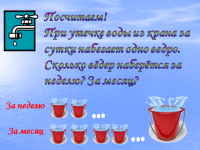 Посчитаем!
При утечке воды из крана за
сутки набегает одно ведро.
Сколько вёдер наберётся за
неделю? За месяц?
За неделю
За месяц